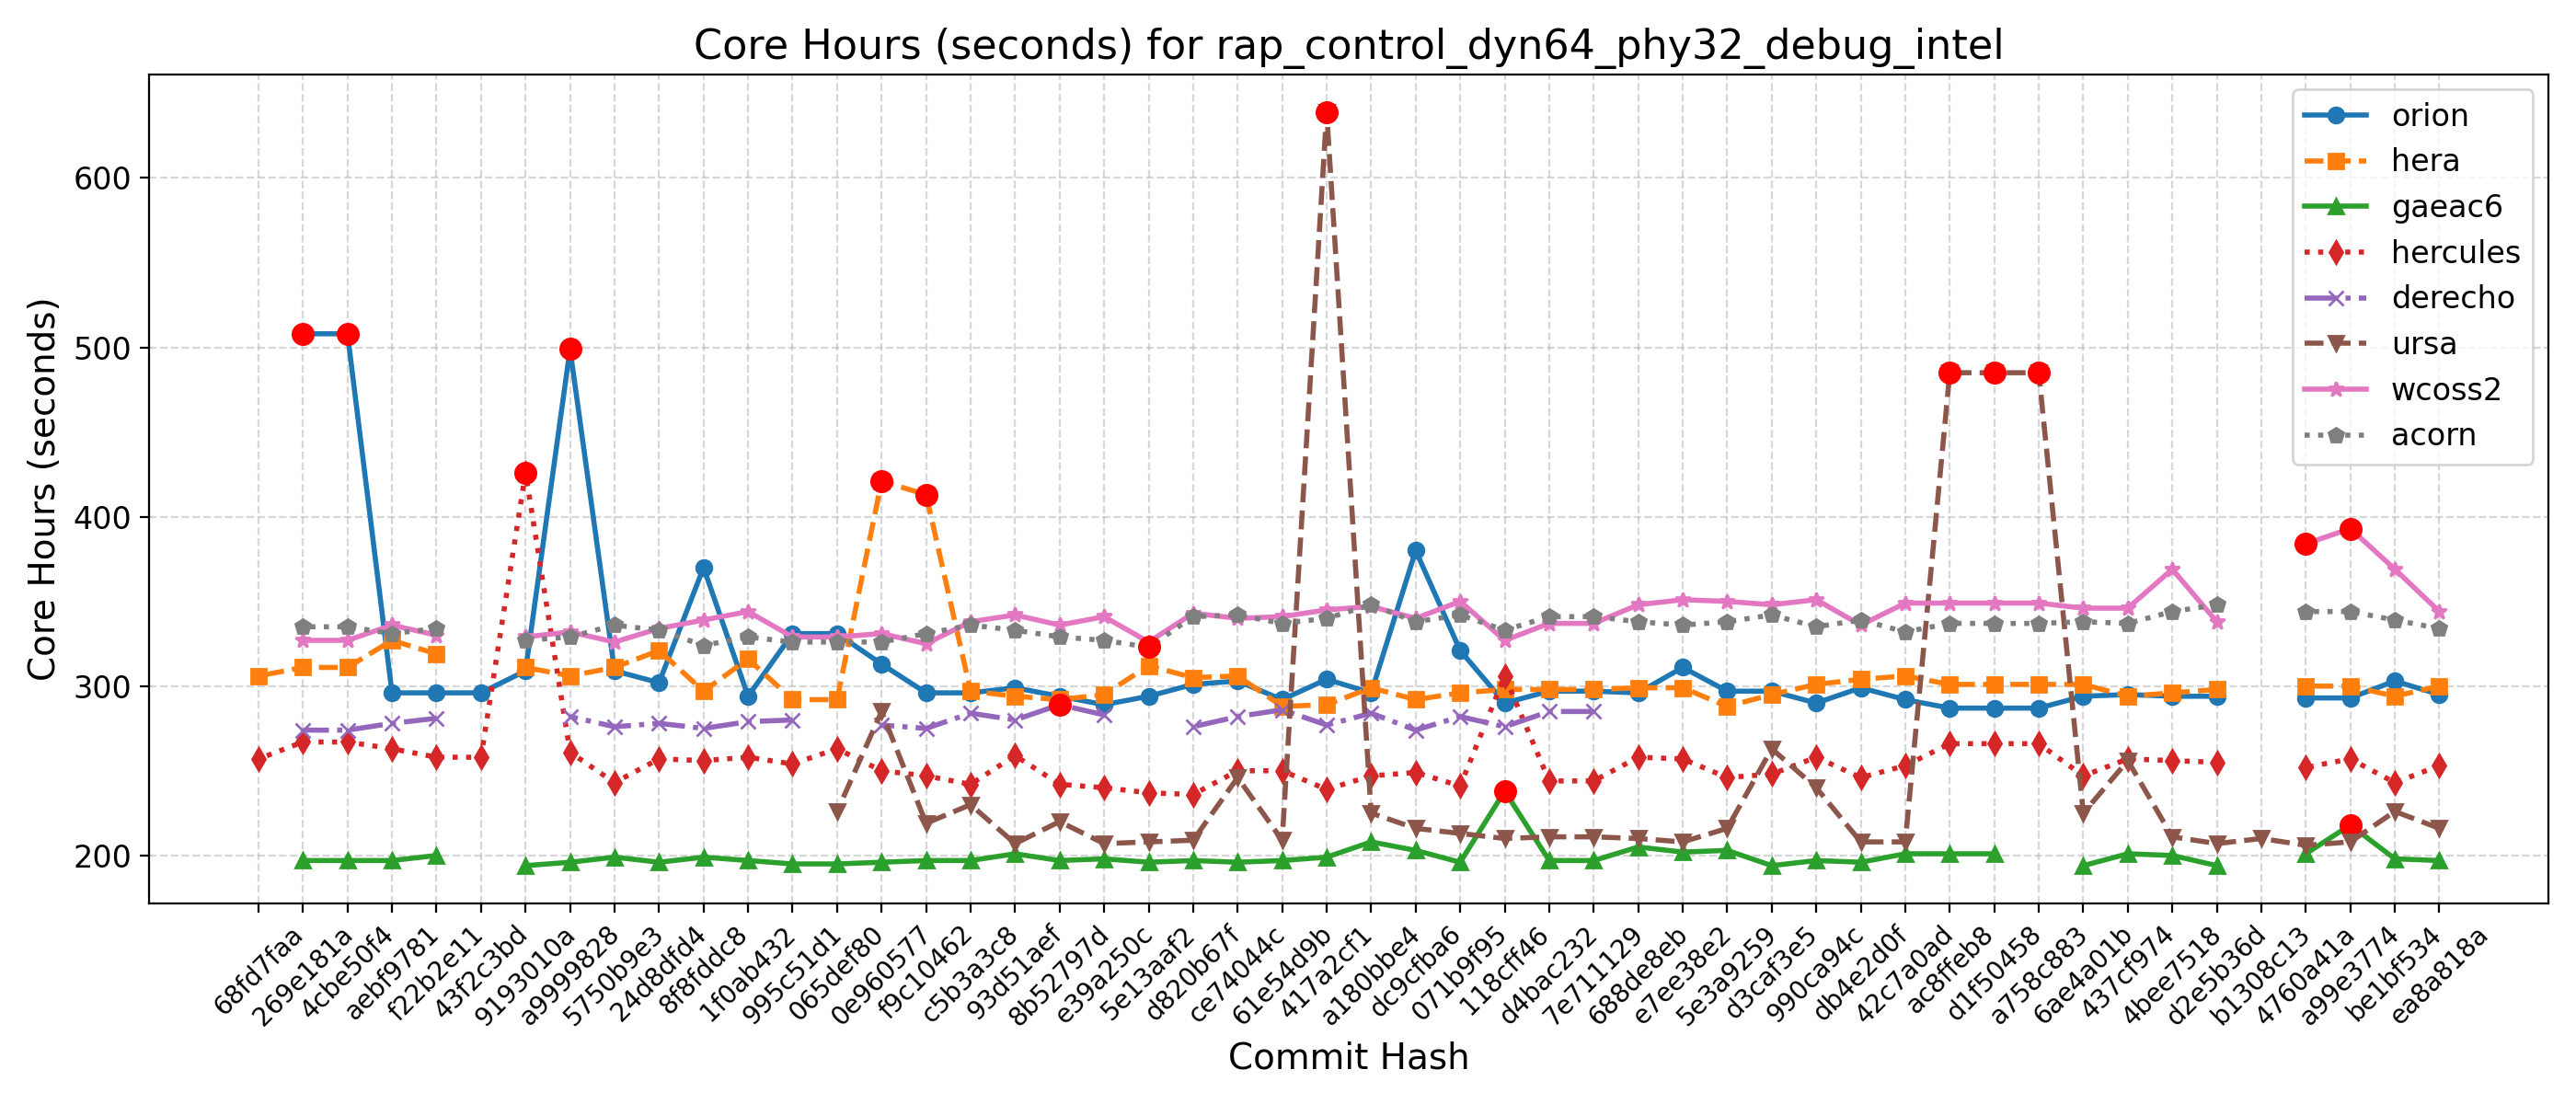 Core Hours (seconds) for rap_control_dyn64_phy32_debug_intel
Core Hours (seconds)
600
500
400
300
200
orion
hera
gaeac6
hercules
derecho
ursa
wcoss2
acorn
68fd7faa
269e181a
4cbe50f4
aebf9781
f22b2e11
43f2c3bd
9193010a
a9999828
5750b9e3
24d8dfd4
8f8fddc8
1f0ab432
995c51d1
065def80
0e960577
f9c10462
c5b3a3c8
93d51aef
8b52797d
e39a250c
5e13aaf2
d820b67f
ce74044c
61e54d9b
417a2cf1
a180bbe4
dc9cfba6
071b9f95
118cff46
d4bac232
7e711129
688de8eb
e7ee38e2
5e3a9259
d3caf3e5
990ca94c
db4e2d0f
42c7a0ad
ac8ffeb8
d1f50458
a758c883
6ae4a01b
437cf974
4bee7518
d2e5b36d
b1308c13
4760a41a
a99e3774
be1bf534
ea8a818a
Commit Hash